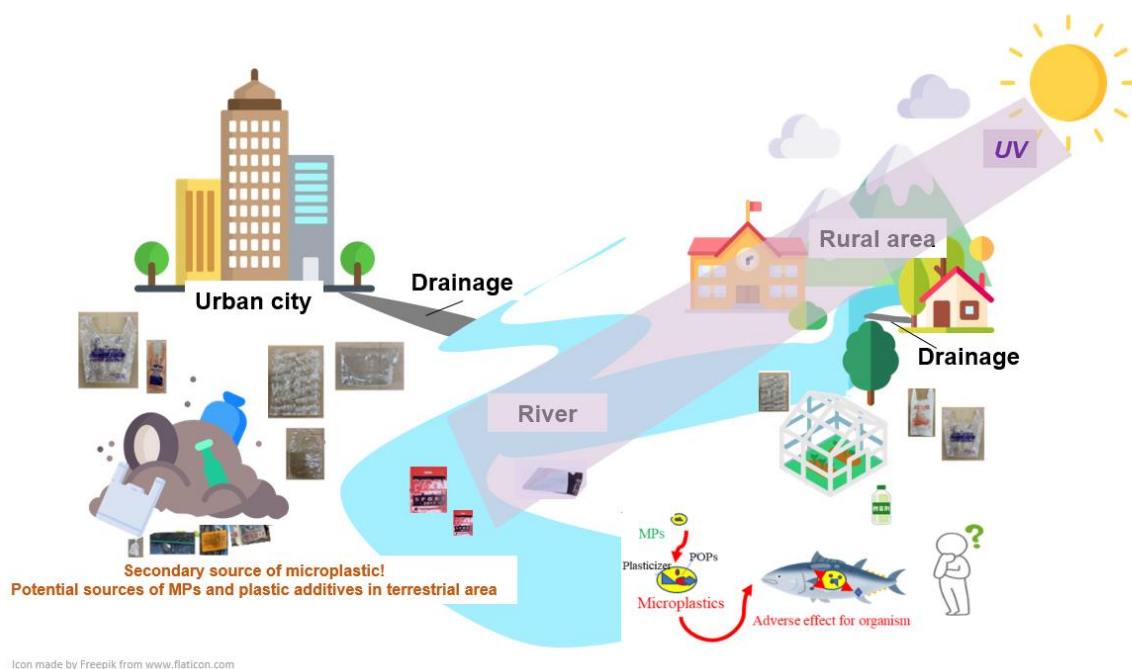 UV
Rural area
Urban city
Drainage
Drainage
River
MPs
Plasticizer
POPs
Microplastics
Adverse effect for organism
?
Secondary source of microplastic!
Potential sources of MPs and plastic additives in terrestrial area
Icon made by Freepik from www.flaticon.com